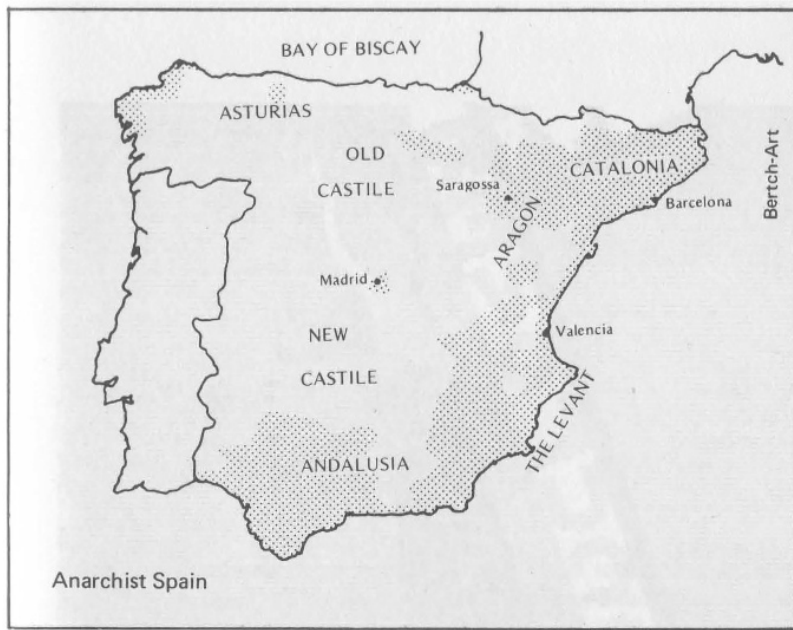 BAY OF BISCAY
ASTURIAS
OLD
CASTILE
Saragossa
CATALONIA
Barcelona
ARAGON
Madrid
NEW
CASTILE
Valencia
THE LEVANT
ANDALUSIA
Anarchist Spain
Bertch-Art